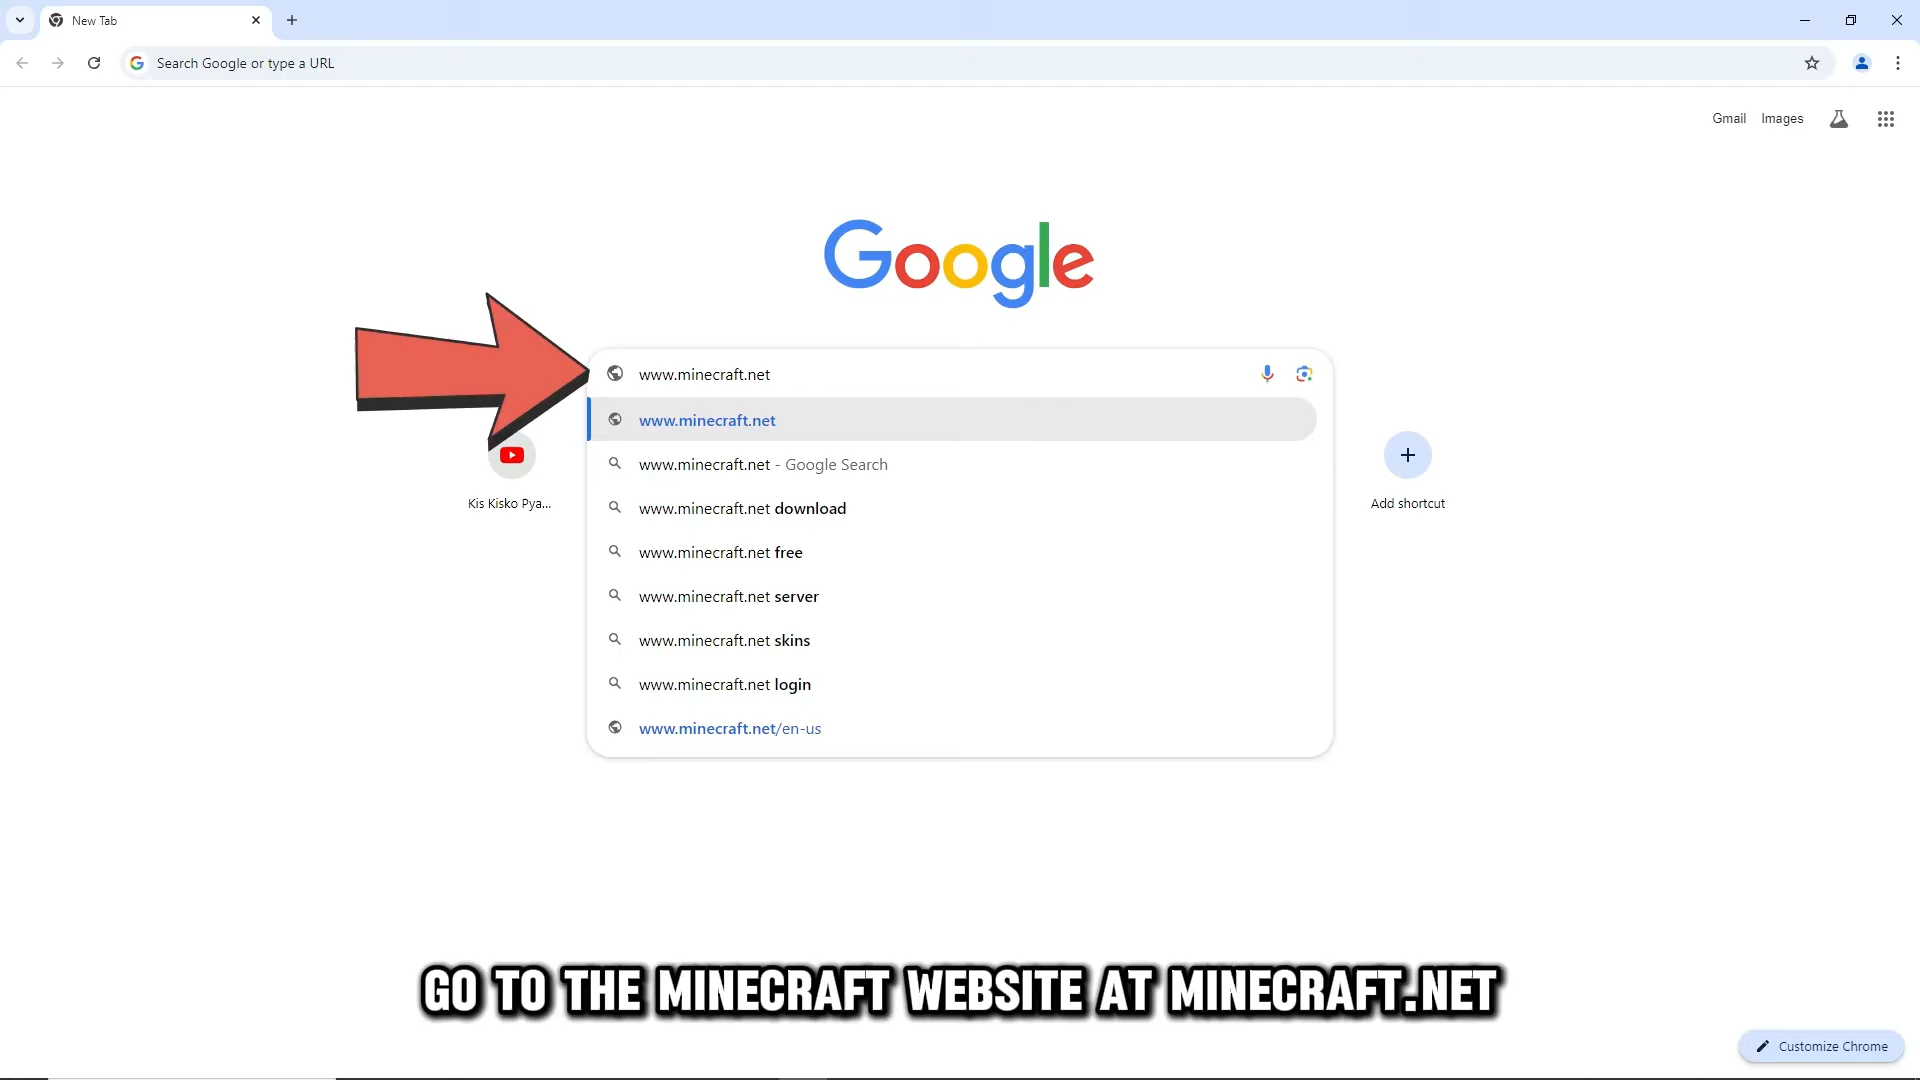 New Tab
Search Google or type a URL
Gmail Images
Google
www.minecraft.net
www.minecraft.net
www.minecraft.net - Google Search
www.minecraft.net download
www.minecraft.net free
www.minecraft.net server
www.minecraft.net skins
www.minecraft.net login
www.minecraft.net/en-us
Kis Kisko Pya...
Add shortcut
GO TO THE MINECRAFT WEBSITE AT MINECRAFT.NET
Customize Chrome